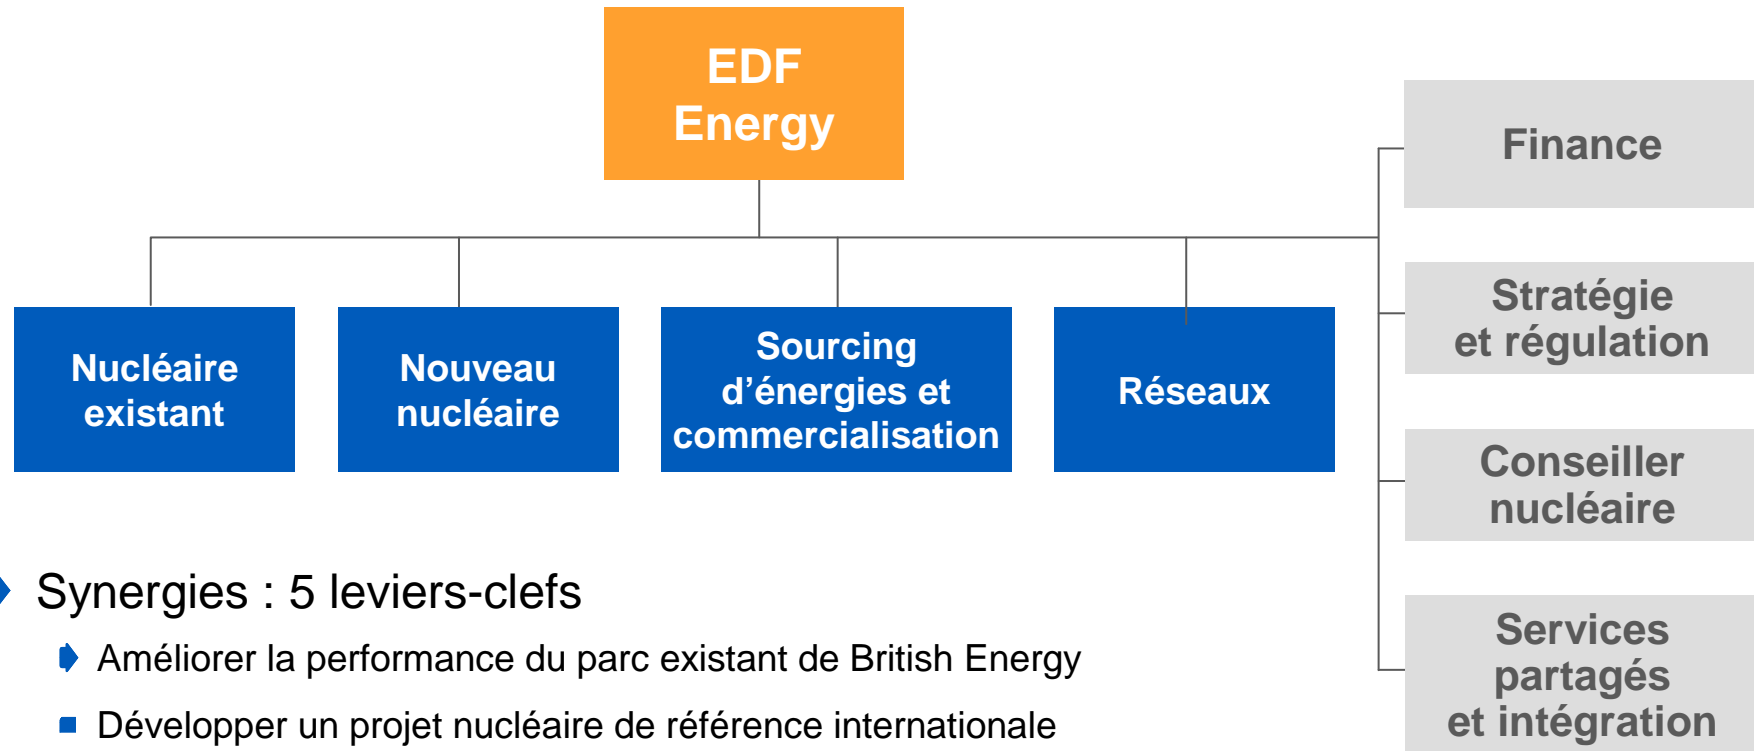 EDF
Energy
Finance
Stratégie
et régulation
Conseiller
nucléaire
Services
partagés
et intégration
Nucléaire
existant
Nouveau
nucléaire
Sourcing
d’énergies et
commercialisation
Réseaux
Synergies : 5 leviers-clefs
Améliorer la performance du parc existant de British Energy
Développer un projet nucléaire de référence internationale